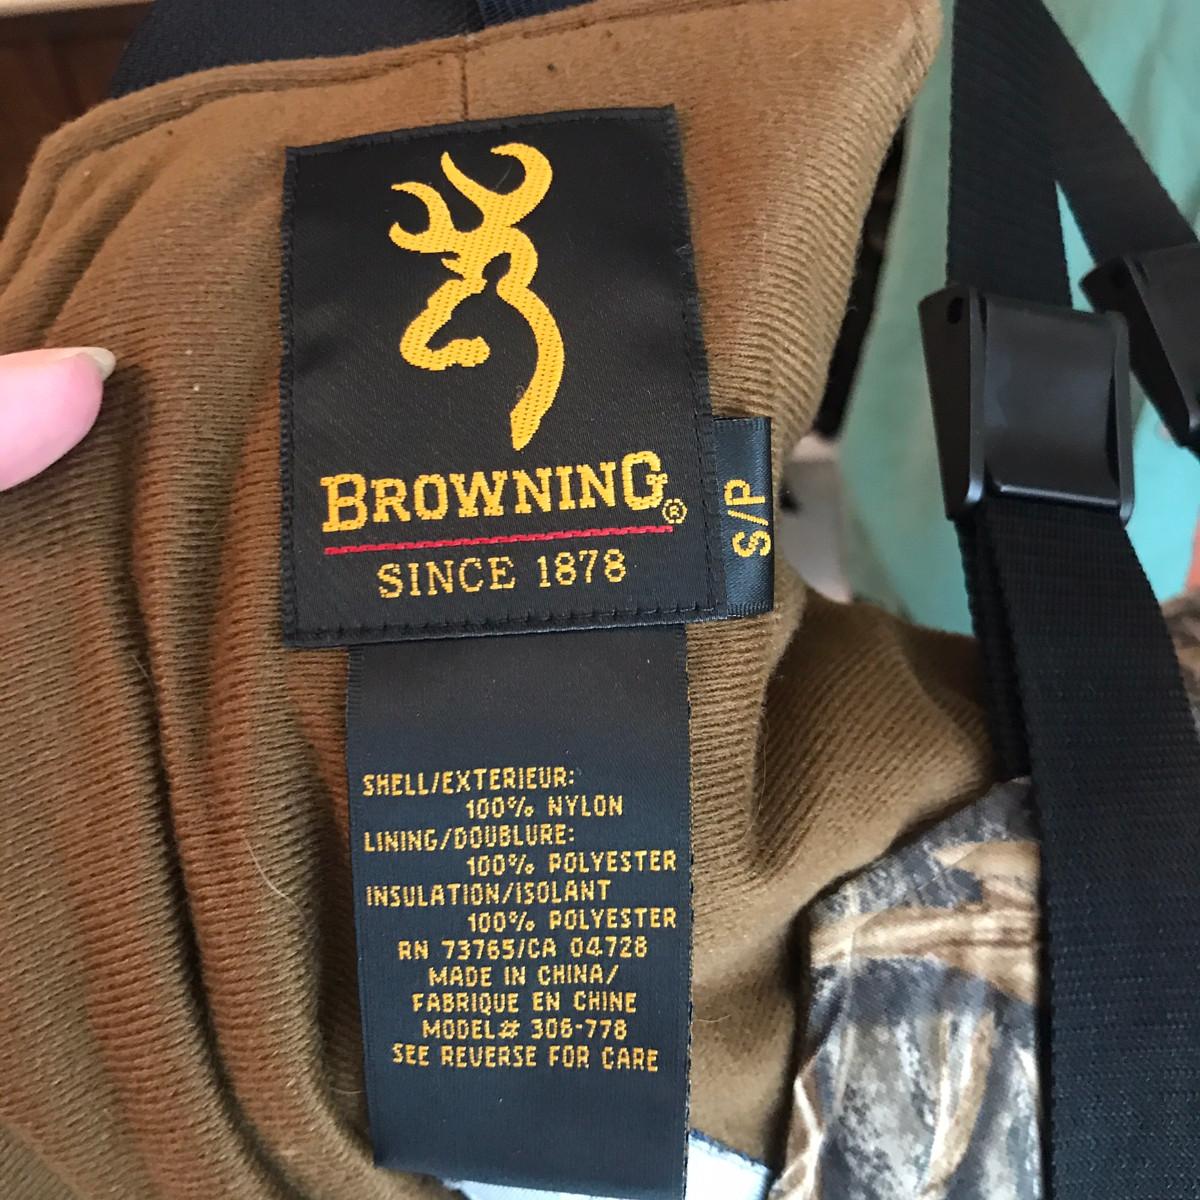 BROWNING®
SINCE 1878
S/P
SHELL/EXTERIEUR:
100% NYLON
LINING/DOUBLURE:
100% POLYESTER
INSULATION/ISOLANT
100% POLYESTER
RN 73765/CA 04728
MADE IN CHINA/
FABRIQUE EN CHINE
MODEL# 306-778
SEE REVERSE FOR CARE